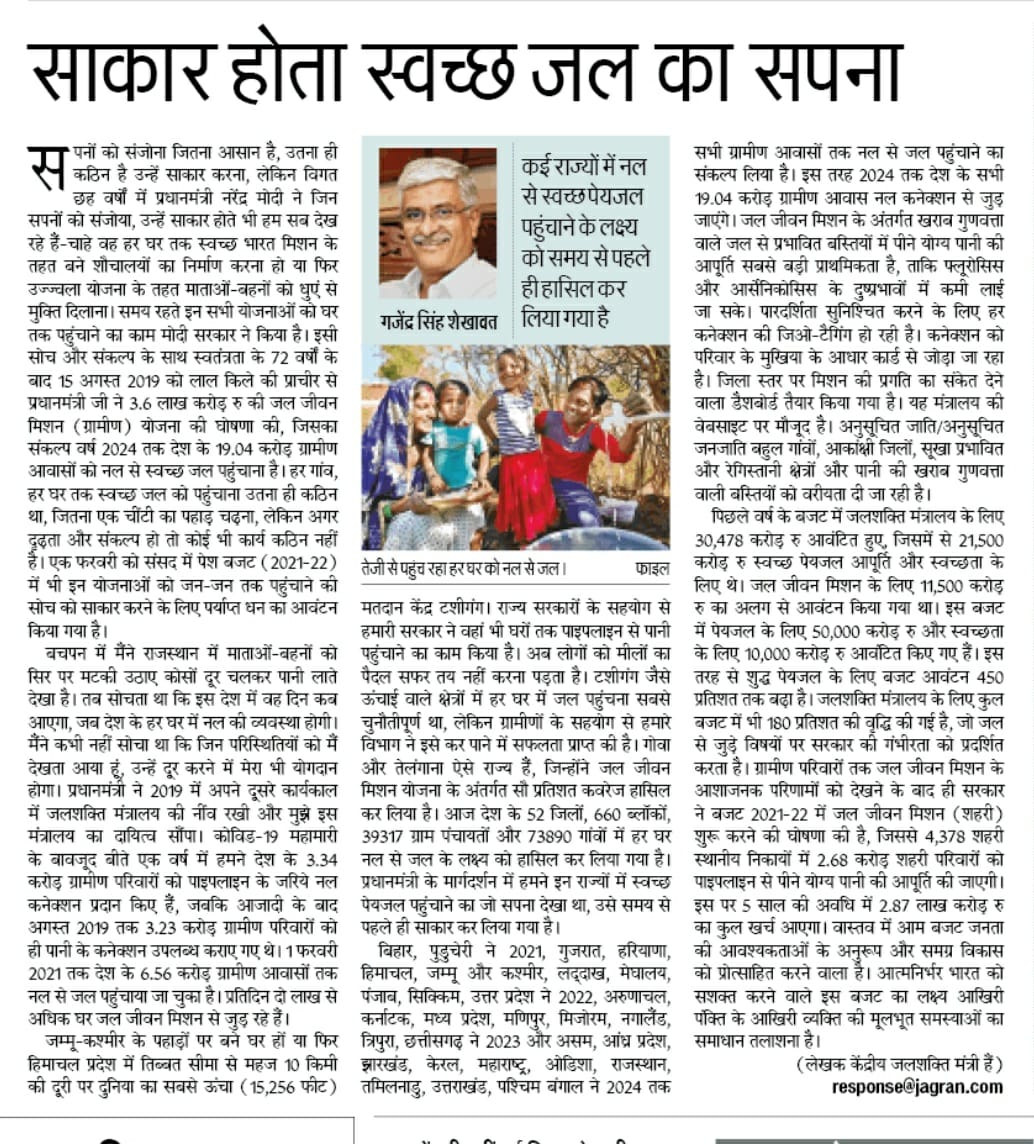 साकार होता स्वच्छ जल का सपना
सपनों को संजोना जितना आसान है, उतना ही
कठिन है उन्हें साकार करना, लेकिन विगत
छह वर्षों में प्रधानमंत्री नरेंद्र मोदी ने जिन
सपनों को संजोया, उन्हें साकार होते भी हम सब देख
रहे हैं-चाहे वह हर घर तक स्वच्छ भारत मिशन के
तहत बने शौचालयों का निर्माण करना हो या फिर
उज्ज्वला योजना के तहत माताओं-बहनों को धुएं से
मुक्ति दिलाना। समय रहते इन सभी योजनाओं को घर
तक पहुंचाने का काम मोदी सरकार ने किया है। इसी
सोच और संकल्प के साथ स्वतंत्रता के 72 वर्षों के
बाद 15 अगस्त 2019 को लाल किले की प्राचीर से
प्रधानमंत्री जी ने 3.6 लाख करोड़ रु की जल जीवन
मिशन (ग्रामीण) योजना की घोषणा की, जिसका
संकल्प वर्ष 2024 तक देश के 19.04 करोड़ ग्रामीण
आवासों को नल से स्वच्छ जल पहुंचाना है। हर गांव,
हर घर तक स्वच्छ जल को पहुंचाना उतना ही कठिन
था, जितना एक चींटी का पहाड़ चढ़ना, लेकिन अगर
दृढ़ता और संकल्प हो तो कोई भी कार्य कठिन नहीं
है। एक फरवरी को संसद में पेश बजट (2021-22)
में भी इन योजनाओं को जन-जन तक पहुंचाने की
सोच को साकार करने के लिए पर्याप्त धन का आवंटन
किया गया है।
बचपन में मैंने राजस्थान में माताओं-बहनों को
सिर पर मटकी उठाए कोसों दूर चलकर पानी लाते
देखा है। तब सोचता था कि इस देश में वह दिन कब
आएगा, जब देश के हर घर में नल की व्यवस्था होगी।
मैंने कभी नहीं सोचा था कि जिन परिस्थितियों को मैं
देखता आया हूं, उन्हें दूर करने में मेरा भी योगदान
होगा। प्रधानमंत्री ने 2019 में अपने दूसरे कार्यकाल
में जलशक्ति मंत्रालय की नींव रखी और मुझे इस
मंत्रालय का दायित्व सौंपा। कोविड-19 महामारी
के बावजूद बीते एक वर्ष में हमने देश के 3.34
करोड़ ग्रामीण परिवारों को पाइपलाइन के जरिये नल
कनेक्शन प्रदान किए हैं, जबकि आजादी के बाद
अगस्त 2019 तक 3.23 करोड़ ग्रामीण परिवारों को
ही पानी के कनेक्शन उपलब्ध कराए गए थे। 1 फरवरी
2021 तक देश के 6.56 करोड़ ग्रामीण आवासों तक
नल से जल पहुंचाया जा चुका है। प्रतिदिन दो लाख से
अधिक घर जल जीवन मिशन से जुड़ रहे हैं।
जम्मू-कश्मीर के पहाड़ों पर बने घर हों या फिर
हिमाचल प्रदेश में तिब्बत सीमा से महज 10 किमी
की दूरी पर दुनिया का सबसे ऊंचा (15,256 फीट)
गजेंद्र सिंह शेखावत
कई राज्यों में नल
से स्वच्छ पेयजल
पहुंचाने के लक्ष्य
को समय से पहले
ही हासिल कर
लिया गया है
तेजी से पहुंच रहा हर घर को नल से जल। फाइल
मतदान केंद्र टशीगंग। राज्य सरकारों के सहयोग से
हमारी सरकार ने वहां भी घरों तक पाइपलाइन से पानी
पहुंचाने का काम किया है। अब लोगों को मीलों का
पैदल सफर तय नहीं करना पड़ता है। टशीगंग जैसे
ऊंचाई वाले क्षेत्रों में हर घर में जल पहुंचना सबसे
चुनौतीपूर्ण था, लेकिन ग्रामीणों के सहयोग से हमारे
विभाग ने इसे कर पाने में सफलता प्राप्त की है। गोवा
और तेलंगाना ऐसे राज्य हैं, जिन्होंने जल जीवन
मिशन योजना के अंतर्गत सौ प्रतिशत कवरेज हासिल
कर लिया है। आज देश के 52 जिलों, 660 ब्लॉकों,
39317 ग्राम पंचायतों और 73890 गांवों में हर घर
नल से जल के लक्ष्य को हासिल कर लिया गया है।
प्रधानमंत्री के मार्गदर्शन में हमने इन राज्यों में स्वच्छ
पेयजल पहुंचाने का जो सपना देखा था, उसे समय से
पहले ही साकार कर लिया गया है।
बिहार, पुडुचेरी ने 2021, गुजरात, हरियाणा,
हिमाचल, जम्मू और कश्मीर, लद्दाख, मेघालय,
पंजाब, सिक्किम, उत्तर प्रदेश ने 2022, अरुणाचल,
कर्नाटक, मध्य प्रदेश, मणिपुर, मिजोरम, नगालैंड,
त्रिपुरा, छत्तीसगढ़ ने 2023 और असम, आंध्र प्रदेश,
झारखंड, केरल, महाराष्ट्र, ओडिशा, राजस्थान,
तमिलनाडु, उत्तराखंड, पश्चिम बंगाल ने 2024 तक
सभी ग्रामीण आवासों तक नल से जल पहुंचाने का
संकल्प लिया है। इस तरह 2024 तक देश के सभी
19.04 करोड़ ग्रामीण आवास नल कनेक्शन से जुड़
जाएंगे। जल जीवन मिशन के अंतर्गत खराब गुणवत्ता
वाले जल से प्रभावित बस्तियों में पीने योग्य पानी की
आपूर्ति सबसे बड़ी प्राथमिकता है, ताकि फ्लूरोसिस
और आर्सेनिकोसिस के दुष्प्रभावों में कमी लाई
जा सके। पारदर्शिता सुनिश्चित करने के लिए हर
कनेक्शन की जिओ-टैगिंग हो रही है। कनेक्शन को
परिवार के मुखिया के आधार कार्ड से जोड़ा जा रहा
है। जिला स्तर पर मिशन की प्रगति का संकेत देने
वाला डैशबोर्ड तैयार किया गया है। यह मंत्रालय की
वेबसाइट पर मौजूद है। अनुसूचित जाति/अनुसूचित
जनजाति बहुल गांवों, आकांक्षी जिलों, सूखा प्रभावित
और रेगिस्तानी क्षेत्रों और पानी की खराब गुणवत्ता
वाली बस्तियों को वरीयता दी जा रही है।
पिछले वर्ष के बजट में जलशक्ति मंत्रालय के लिए
30,478 करोड़ रु आवंटित हुए, जिसमें से 21,500
करोड़ रु स्वच्छ पेयजल आपूर्ति और स्वच्छता के
लिए थे। जल जीवन मिशन के लिए 11,500 करोड़
रु का अलग से आवंटन किया गया था। इस बजट
में पेयजल के लिए 50,000 करोड़ रु और स्वच्छता
के लिए 10,000 करोड़ रु आवंटित किए गए हैं। इस
तरह से शुद्ध पेयजल के लिए बजट आवंटन 450
प्रतिशत तक बढ़ा है। जलशक्ति मंत्रालय के लिए कुल
बजट में भी 180 प्रतिशत की वृद्धि की गई है, जो जल
से जुड़े विषयों पर सरकार की गंभीरता को प्रदर्शित
करता है। ग्रामीण परिवारों तक जल जीवन मिशन के
आशाजनक परिणामों को देखने के बाद ही सरकार
ने बजट 2021-22 में जल जीवन मिशन (शहरी)
शुरू करने की घोषणा की है, जिससे 4,378 शहरी
स्थानीय निकायों में 2.68 करोड़ शहरी परिवारों को
पाइपलाइन से पीने योग्य पानी की आपूर्ति की जाएगी।
इस पर 5 साल की अवधि में 2.87 लाख करोड़ रु
का कुल खर्च आएगा। वास्तव में आम बजट जनता
की आवश्यकताओं के अनुरूप और समग्र विकास
को प्रोत्साहित करने वाला है। आत्मनिर्भर भारत को
सशक्त करने वाले इस बजट का लक्ष्य आखिरी
पंक्ति के आखिरी व्यक्ति की मूलभूत समस्याओं का
समाधान तलाशना है।
(लेखक केंद्रीय जलशक्ति मंत्री हैं)
response@jagran.com